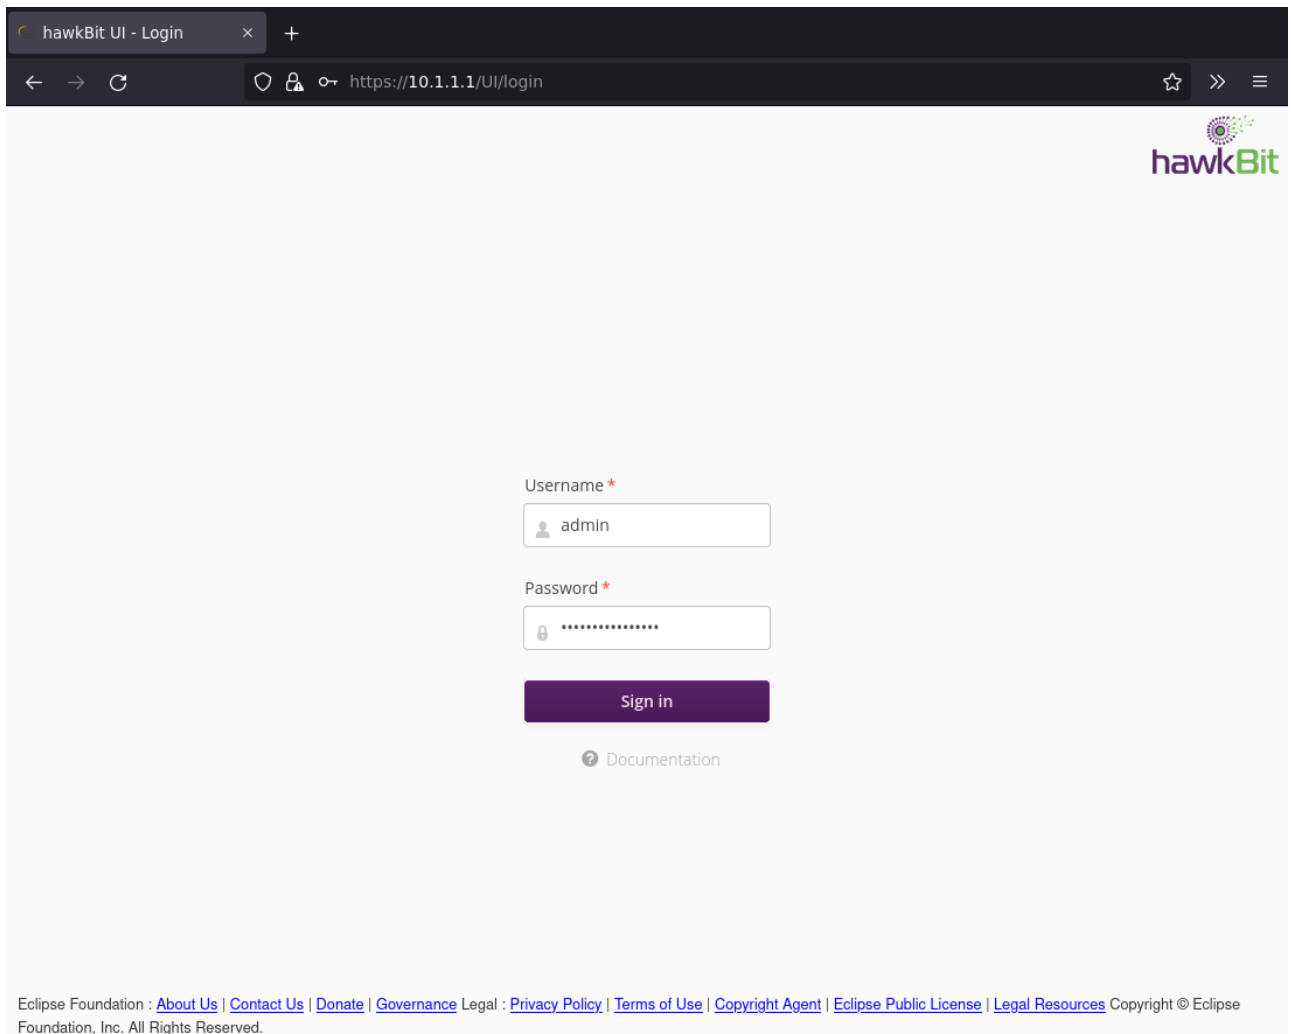 hawkBit UI - Login
https://10.1.1.1/UI/login
hawkBit
Username *
admin
Password *
••••••••••••••••
Sign in
Documentation
Eclipse Foundation : About Us | Contact Us | Donate | Governance Legal : Privacy Policy | Terms of Use | Copyright Agent | Eclipse Public License | Legal Resources Copyright © Eclipse
Foundation, Inc. All Rights Reserved.